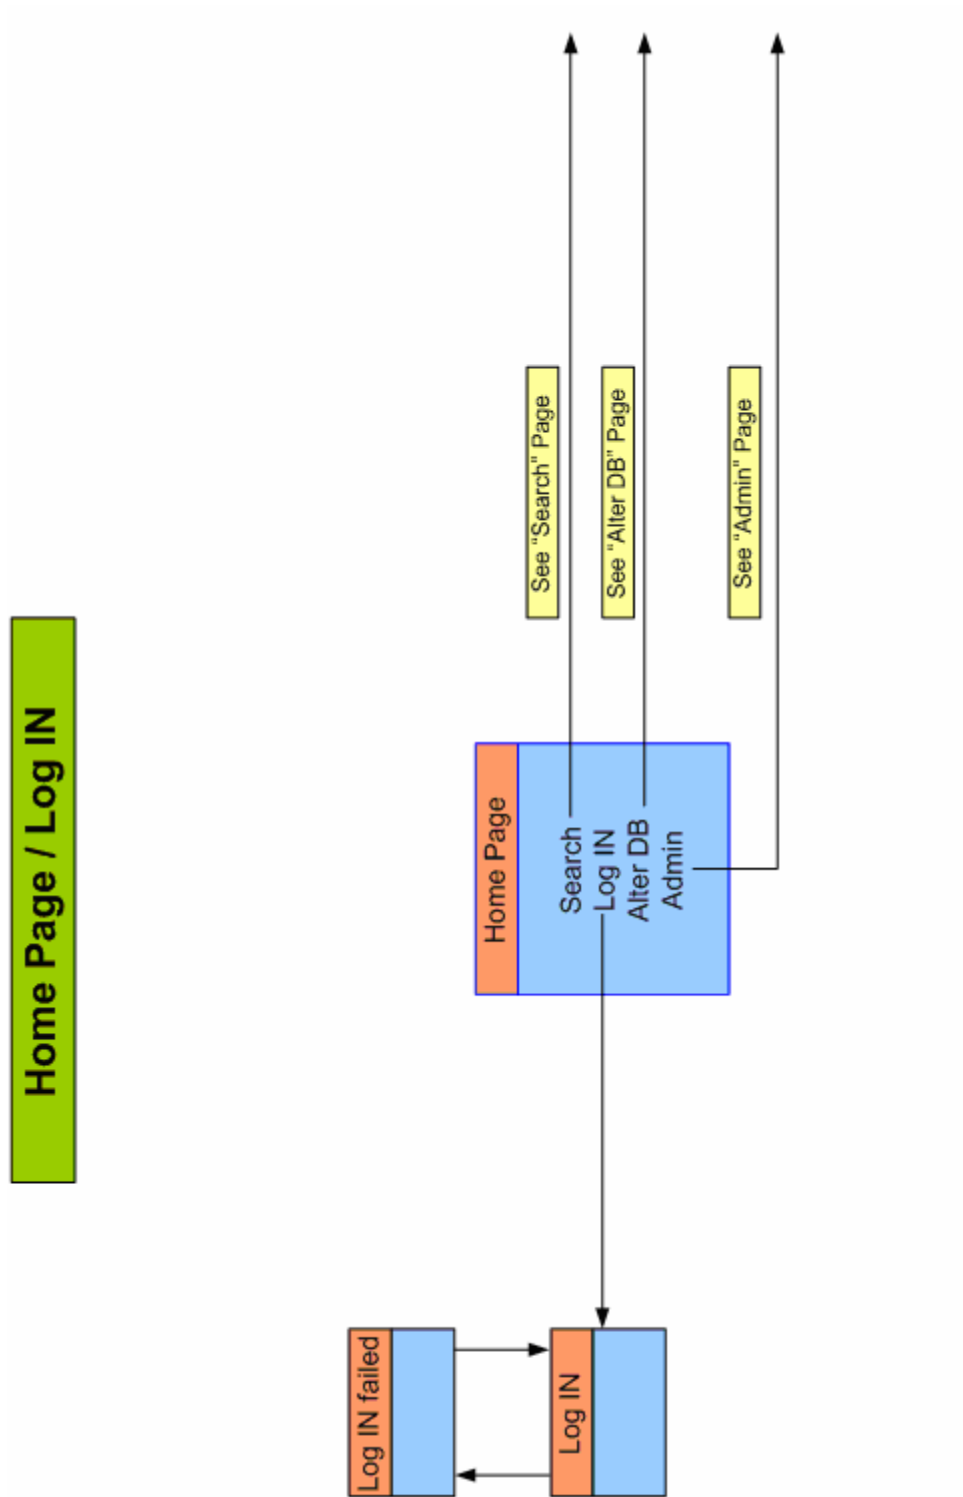 Home Page / Log IN
Log IN failed
Log IN
Home Page
Search
Log IN
Alter DB
Admin
See "Search" Page
See "Alter DB" Page
See "Admin" Page